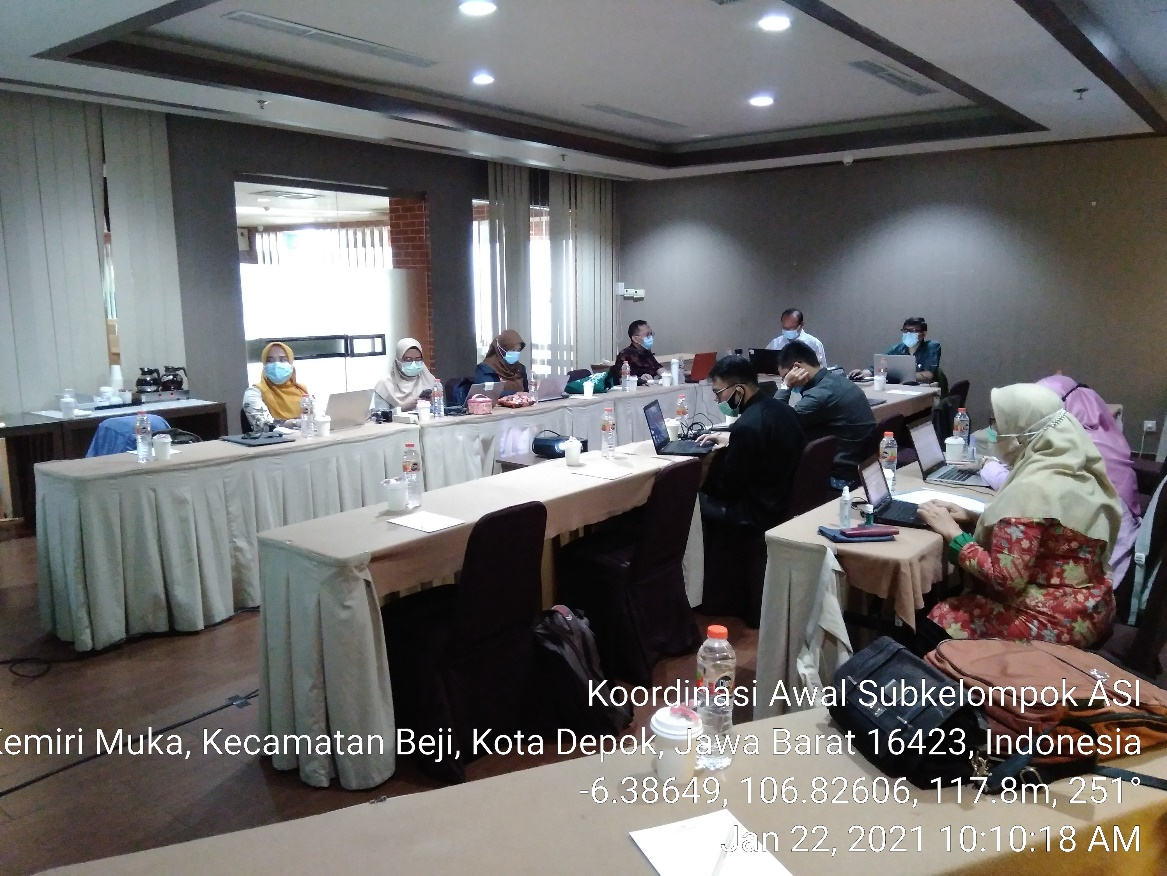 Koordinasi Awal Subkelompok ASI
Kemiri Muka, Kecamatan Beji, Kota Depok, Jawa Barat 16423, Indonesia
-6.38649, 106.82606, 117.8m, 251°
Jan 22, 2021 10:10:18 AM